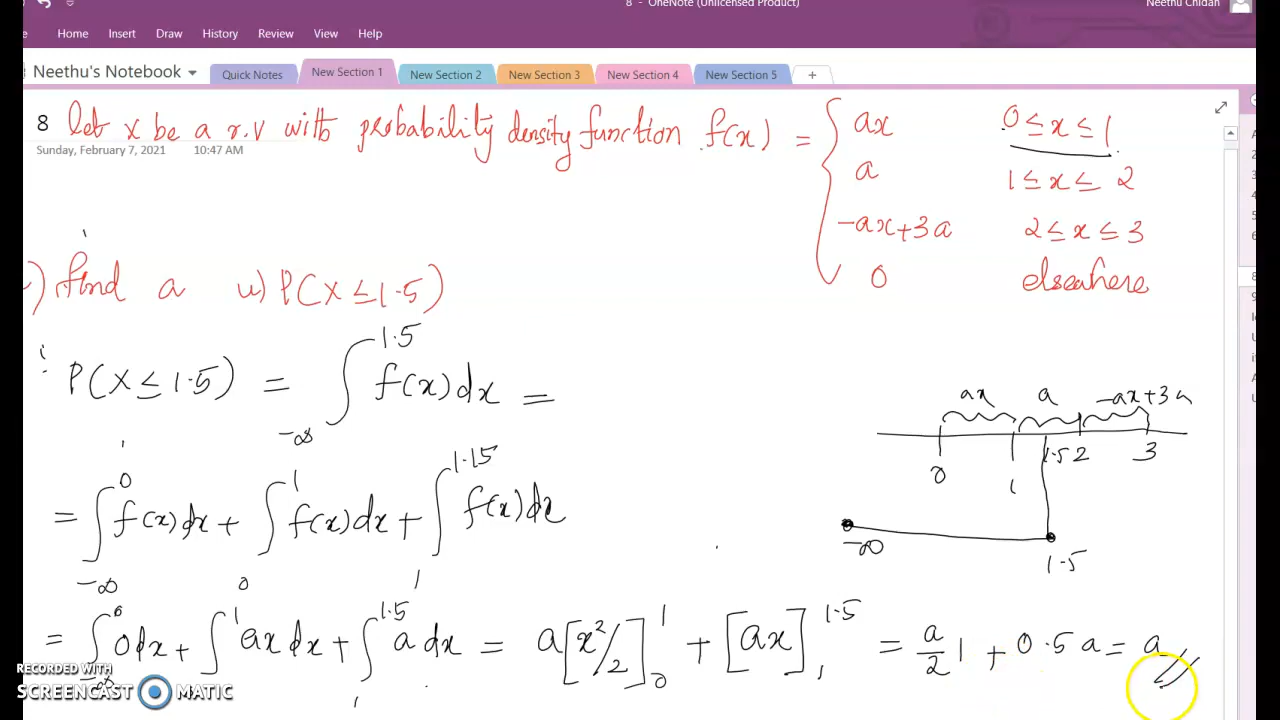 8 - OneNote (Unlicensed Product)
Neethu Chidan
Home Insert Draw History Review View Help
Neethu's Notebook Quick Notes New Section 1 New Section 2 New Section 3 New Section 4 New Section 5 +
8 let x be a r.v with probability density function f(x) = { ax 0 ≤ x ≤ 1
Sunday, February 7, 2021 10:47 AM
a 1 ≤ x ≤ 2
-ax+3a 2 ≤ x ≤ 3
0 elsewhere
) find a ii) P(X ≤ 1.5)
P(X ≤ 1.5) = ∫_{-∞}^{1.5} f(x) dx =
ax a -ax+3a
0 1 1.5 2 3
= ∫_{-∞}^{0} f(x) dx + ∫_{0}^{1} f(x) dx + ∫_{1}^{1.15} f(x) dx
-∞ 1.5
= ∫_{-∞}^{0} 0 dx + ∫_{0}^{1} ax dx + ∫_{1}^{1.5} a dx = a[x²/2]_{0}^{1} + [ax]_{1}^{1.5} = a/2 1 + 0.5 a = a //
RECORDED WITH
SCREENCAST MATIC